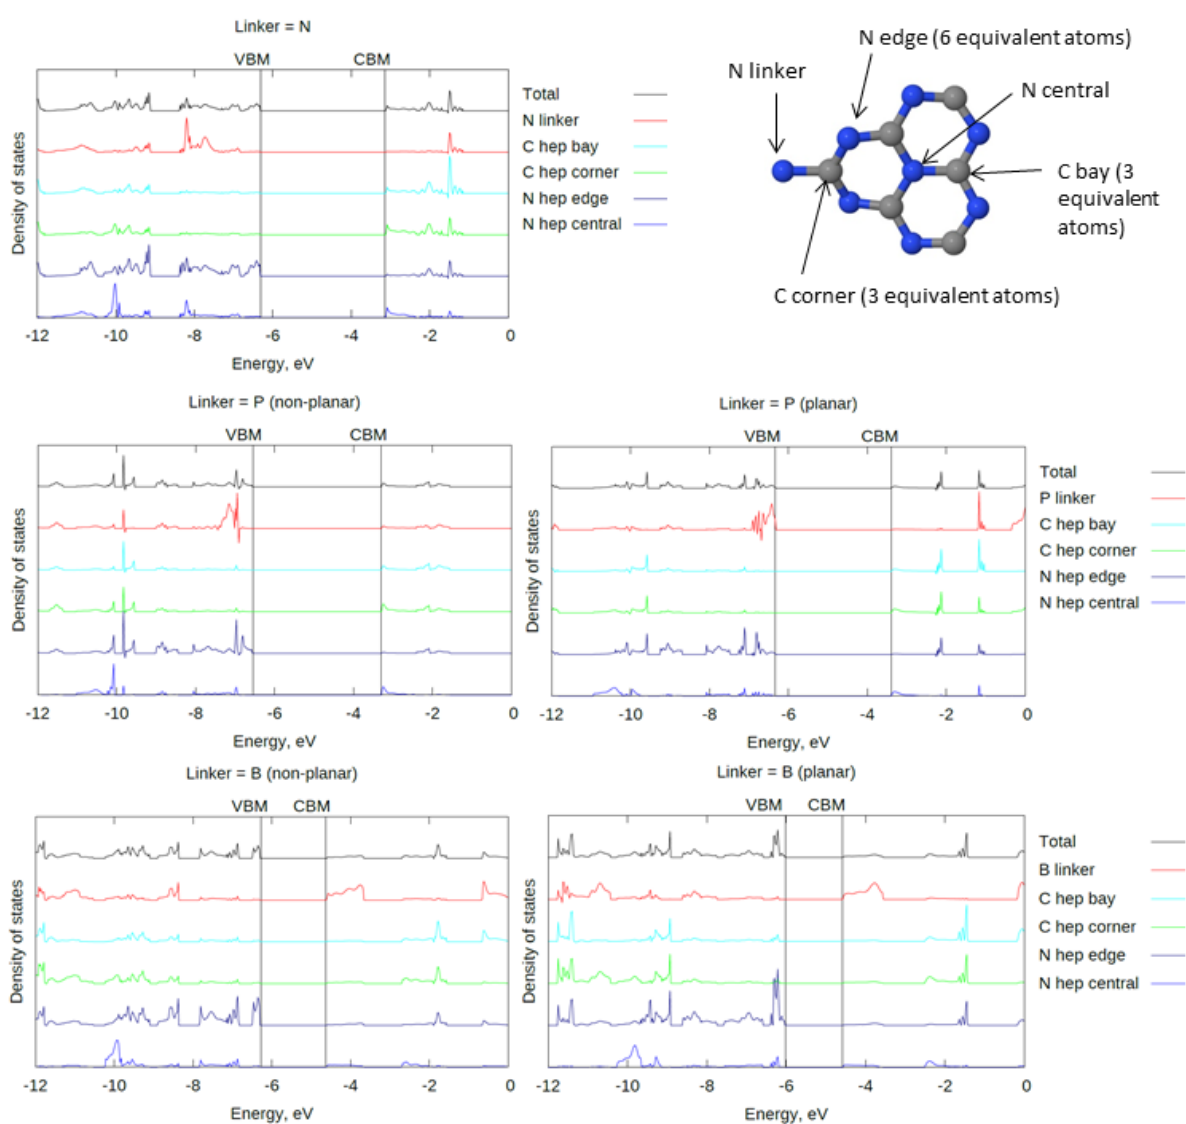 Linker = N
VBM
CBM
Density of states
Total
N linker
C hep bay
C hep corner
N hep edge
N hep central
-12
-10
-8
-6
-4
-2
0
Energy, eV
N edge (6 equivalent atoms)
N linker
N central
C bay (3
equivalent
atoms)
C corner (3 equivalent atoms)
Linker = P (non-planar)
VBM
CBM
Density of states
-12
-10
-8
-6
-4
-2
0
Energy, eV
Linker = P (planar)
VBM
CBM
Density of states
Total
P linker
C hep bay
C hep corner
N hep edge
N hep central
-12
-10
-8
-6
-4
-2
0
Energy, eV
Linker = B (non-planar)
VBM
CBM
Density of states
-12
-10
-8
-6
-4
-2
0
Energy, eV
Linker = B (planar)
VBM
CBM
Density of states
Total
B linker
C hep bay
C hep corner
N hep edge
N hep central
-12
-10
-8
-6
-4
-2
0
Energy, eV